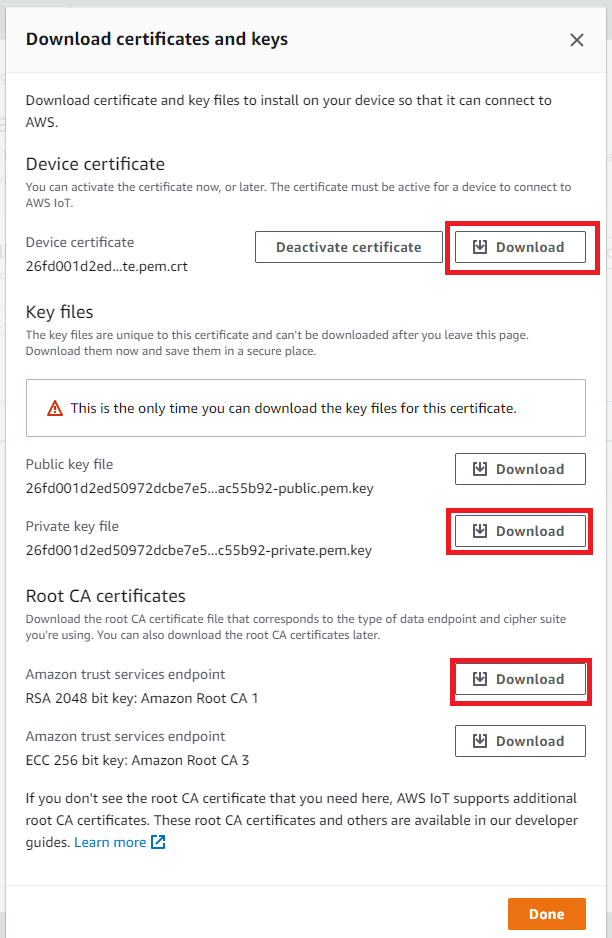 Download certificates and keys
Download certificate and key files to install on your device so that it can connect to
AWS.
Device certificate
You can activate the certificate now, or later. The certificate must be active for a device to connect to
AWS IoT.
Device certificate
26fd001d2ed...te.pem.crt
Deactivate certificate
Download
Key files
The key files are unique to this certificate and can't be downloaded after you leave this page.
Download them now and save them in a secure place.
This is the only time you can download the key files for this certificate.
Public key file
26fd001d2ed50972dcbe7e5...ac55b92-public.pem.key
Download
Private key file
26fd001d2ed50972dcbe7e5...c55b92-private.pem.key
Download
Root CA certificates
Download the root CA certificate file that corresponds to the type of data endpoint and cipher suite
you're using. You can also download the root CA certificates later.
Amazon trust services endpoint
RSA 2048 bit key: Amazon Root CA 1
Download
Amazon trust services endpoint
ECC 256 bit key: Amazon Root CA 3
Download
If you don't see the root CA certificate that you need here, AWS IoT supports additional
root CA certificates. These root CA certificates and others are available in our developer
guides. Learn more
Done